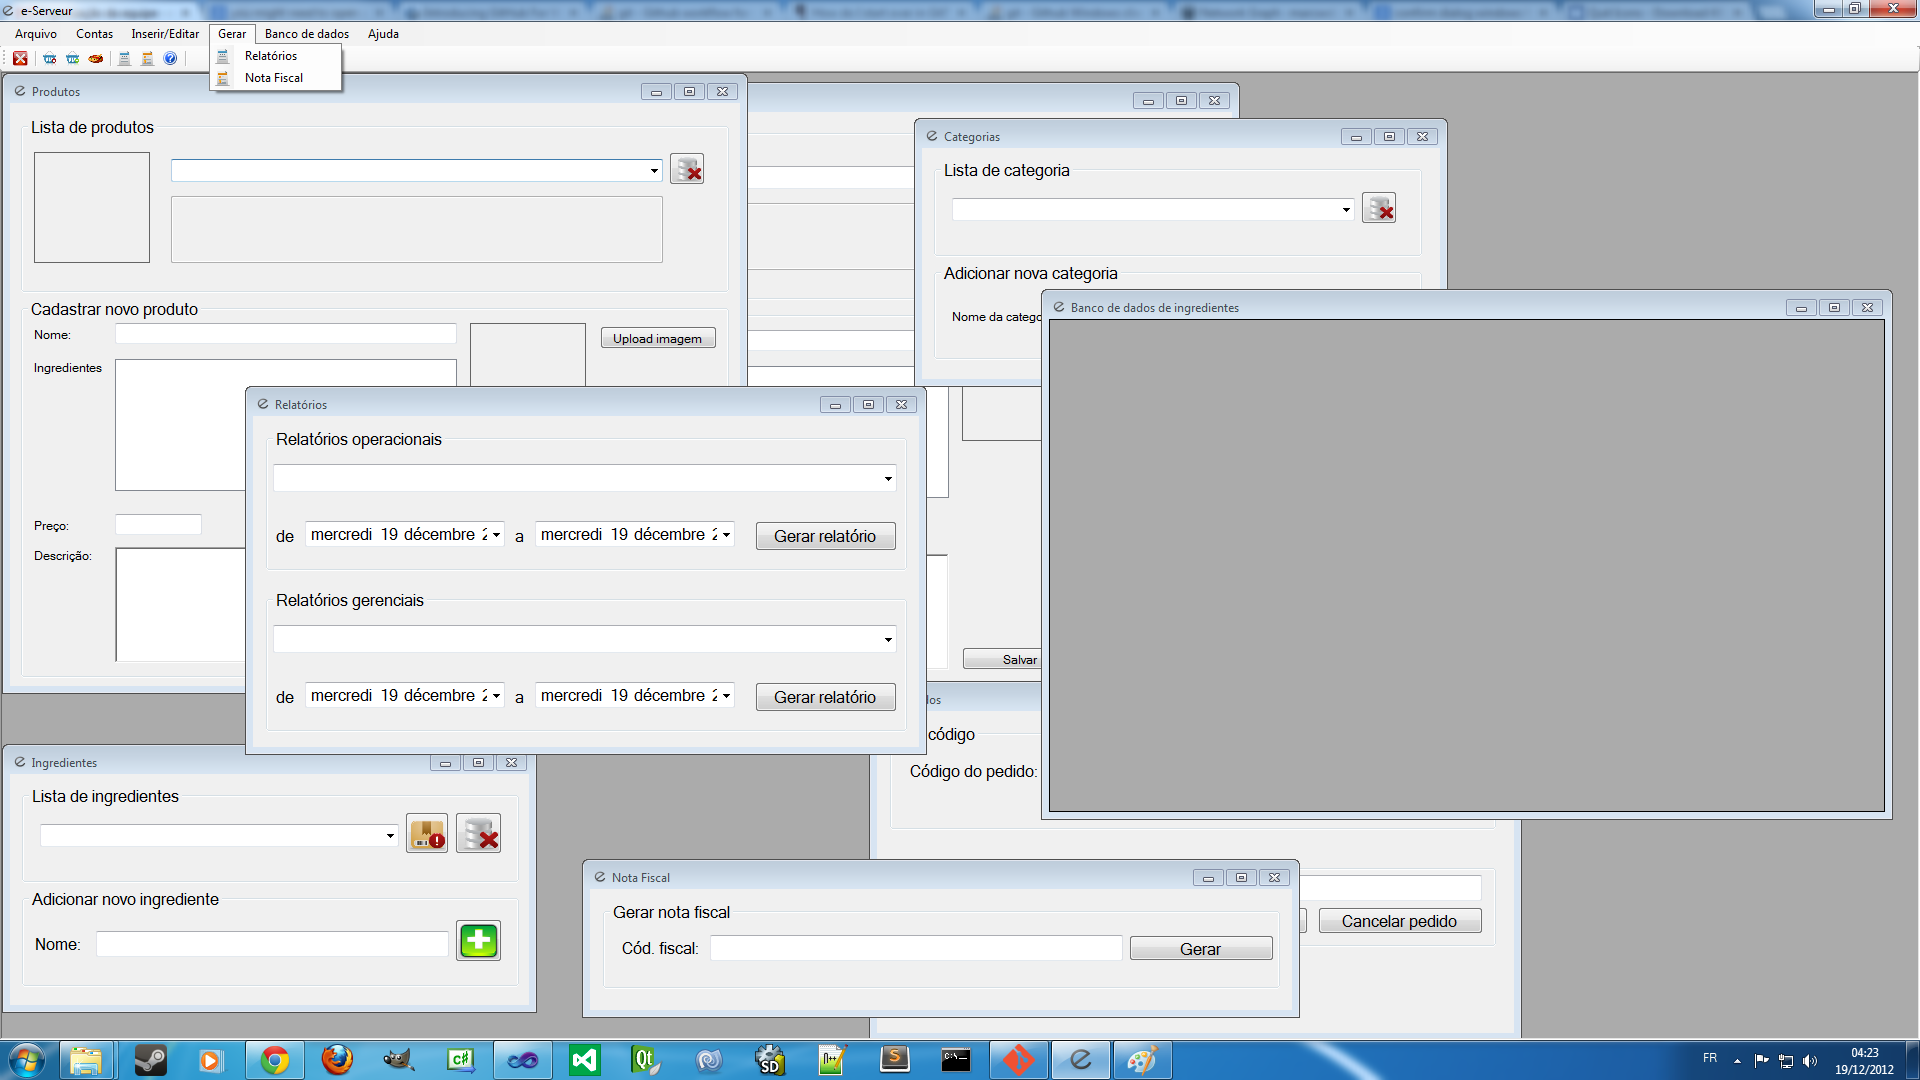 e-Serveur
Arquivo Contas Inserir/Editar Gerar Banco de dados Ajuda
Relatórios
Nota Fiscal
Produtos
Lista de produtos
Cadastrar novo produto
Nome:
Upload imagem
Ingredientes
Preço:
Descrição:
Categorias
Lista de categoria
Adicionar nova categoria
Nome da catego
Banco de dados de ingredientes
Relatórios
Relatórios operacionais
de mercredi 19 décembre 2 a mercredi 19 décembre 2 Gerar relatório
Relatórios gerenciais
de mercredi 19 décembre 2 a mercredi 19 décembre 2 Gerar relatório
Salvar
dos
código
Código do pedido:
Cancelar pedido
Ingredientes
Lista de ingredientes
Adicionar novo ingrediente
Nome:
Nota Fiscal
Gerar nota fiscal
Cód. fiscal: Gerar
FR
04:23
19/12/2012